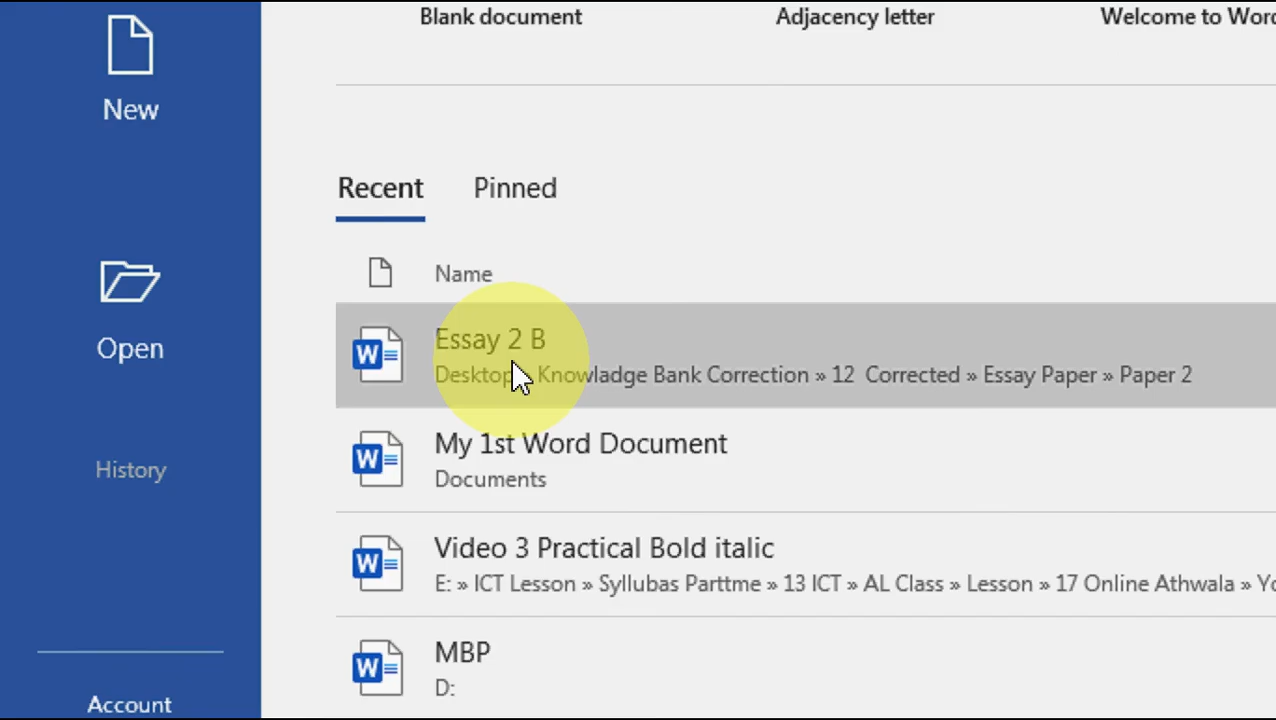 Blank document
Adjacency letter
Welcome to Word
New
Recent
Pinned
Name
Open
Essay 2 B
Desktop » Knowladge Bank Correction » 12 Corrected » Essay Paper » Paper 2
My 1st Word Document
Documents
History
Video 3 Practical Bold italic
E: » ICT Lesson » Syllubas Parttme » 13 ICT » AL Class » Lesson » 17 Online Athwala »
MBP
D:
Account